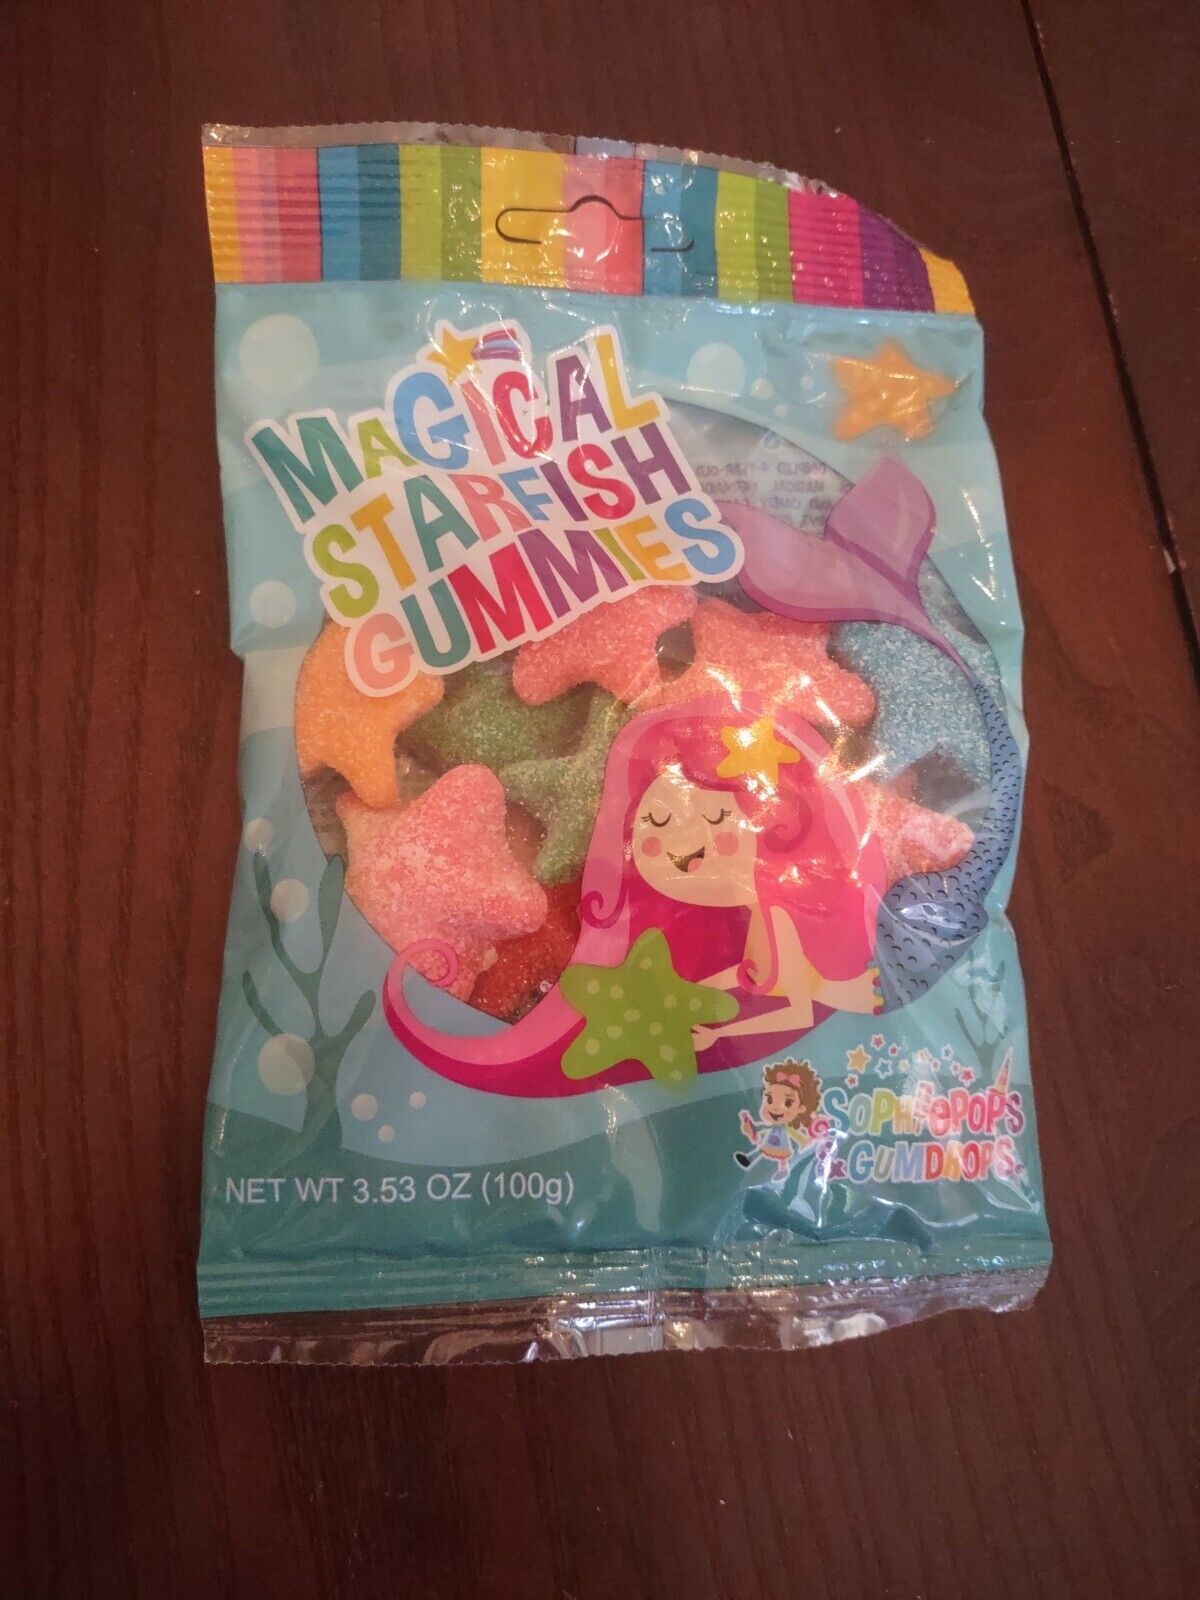 MAGICAL
STARFISH
GUMMIES
SOPHIEPOPS
& GUMDROPS
NET WT 3.53 OZ (100g)